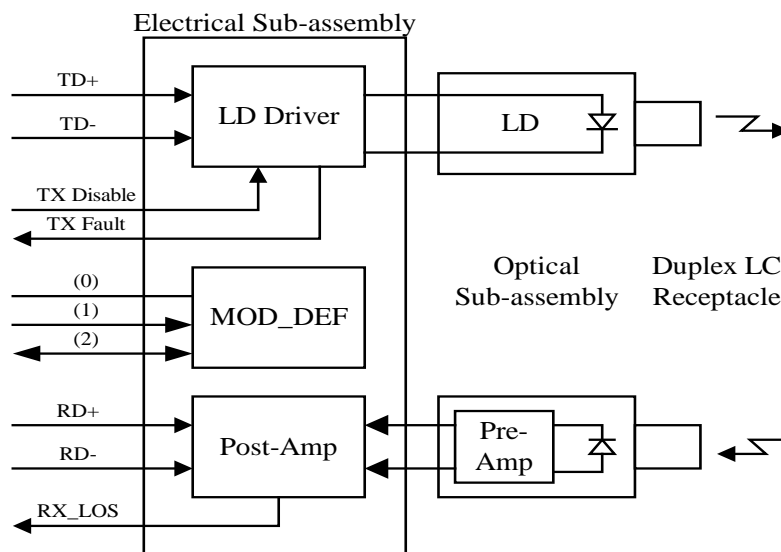 Electrical Sub-assembly
TD+
TD-
LD Driver
LD
TX Disable
TX Fault
(0)
(1)
(2)
MOD_DEF
Optical
Sub-assembly
Duplex LC
Receptacle
RD+
RD-
Post-Amp
Pre-
Amp
RX_LOS